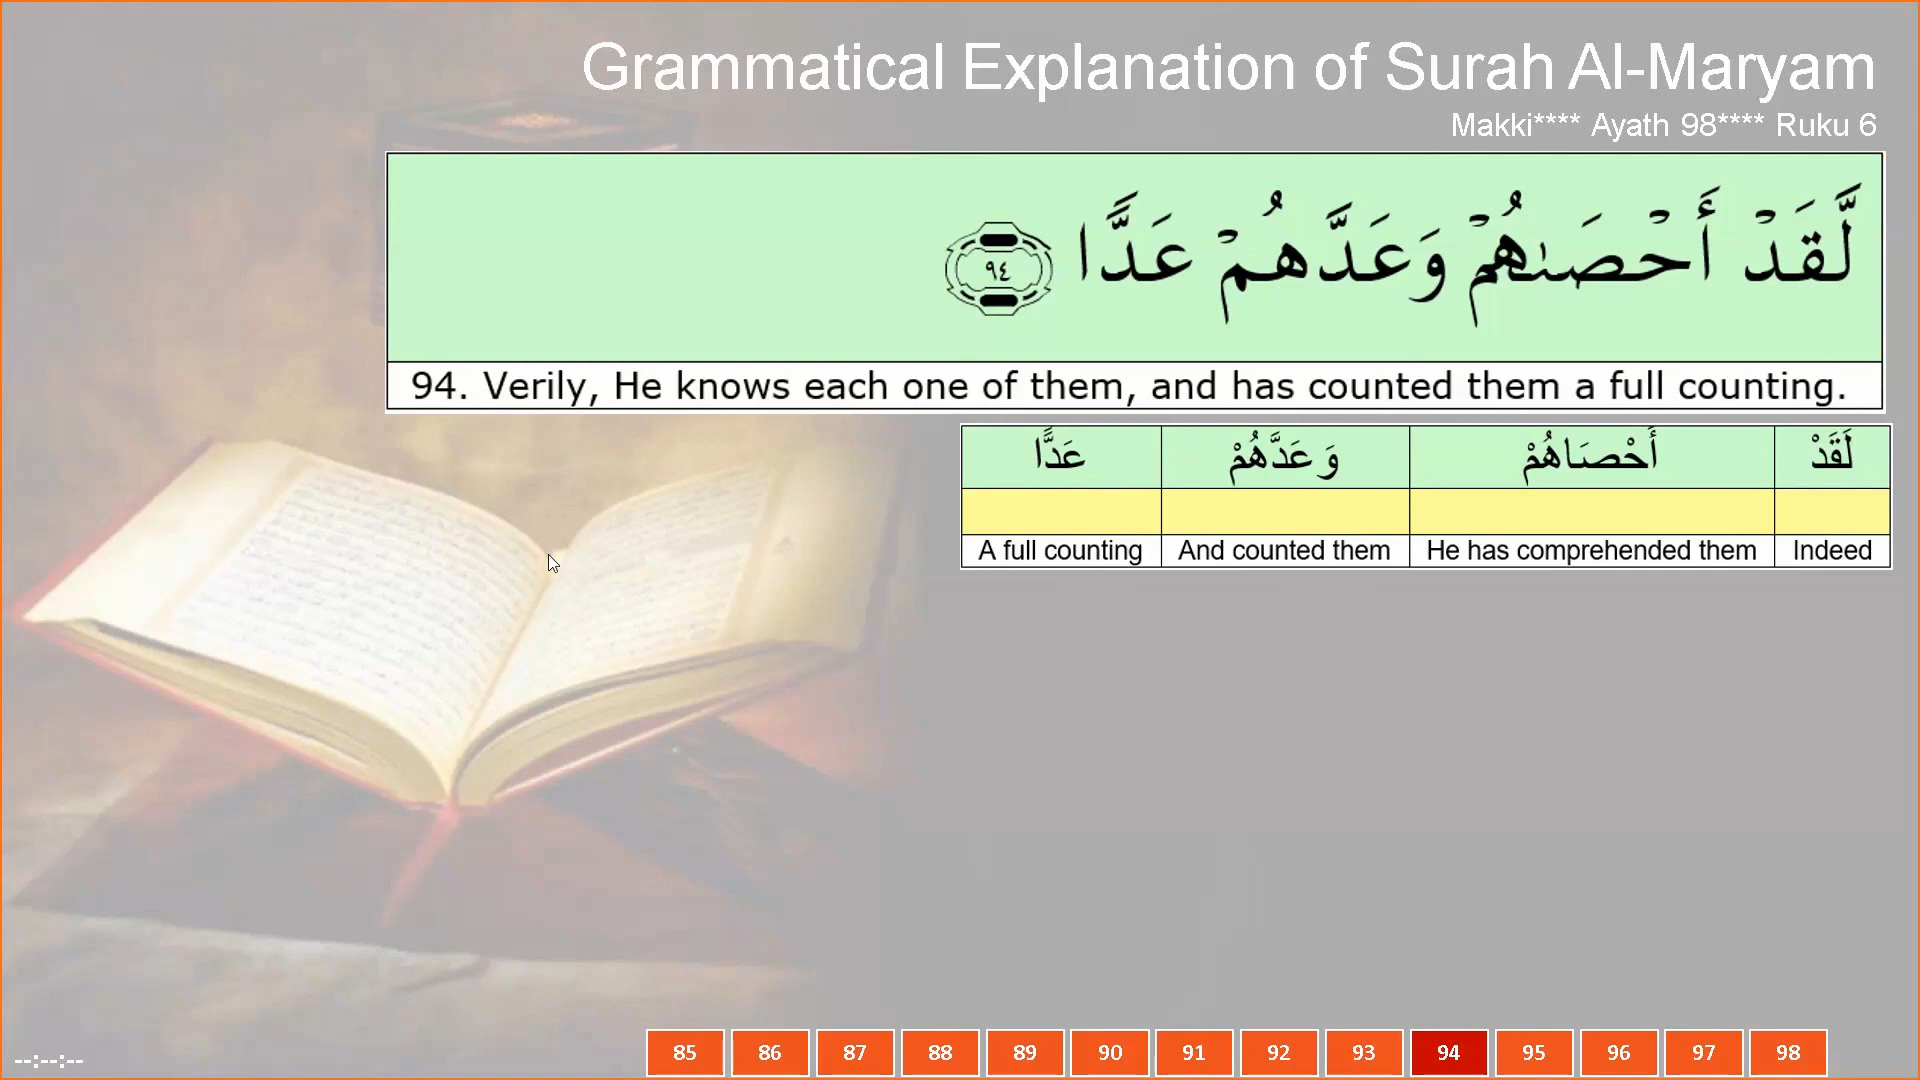 Grammatical Explanation of Surah Al-Maryam
Makki**** Ayath 98**** Ruku 6
لَّقَدْ أَحْصَىٰهُمْ وَعَدَّهُمْ عَدًّا ٩٤
94. Verily, He knows each one of them, and has counted them a full counting.
لَقَدْ أَحْصَاهُمْ وَ عَدَّهُمْ عَدًّا
A full counting And counted them He has comprehended them Indeed
--:--:-- 85 86 87 88 89 90 91 92 93 94 95 96 97 98